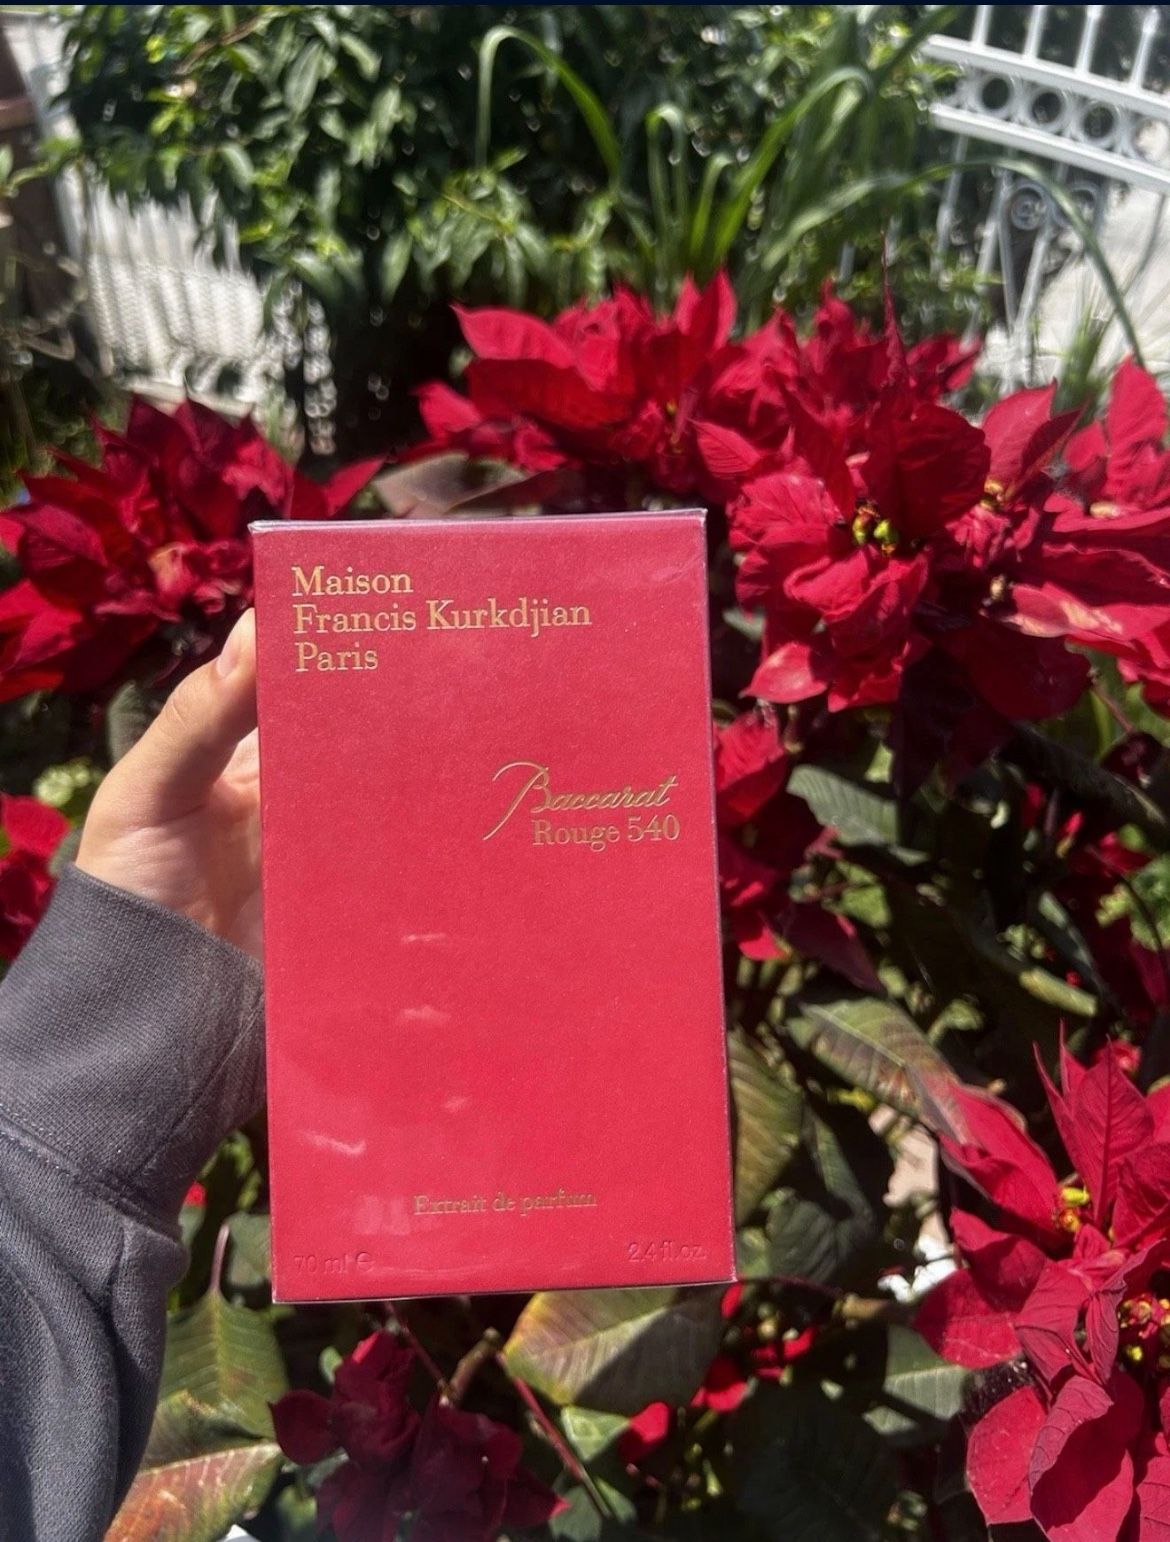 Maison
Francis Kurkdjian
Paris
Baccarat
Rouge 540
Extrait de parfum
70 ml ℮ 2.4 fl.oz.